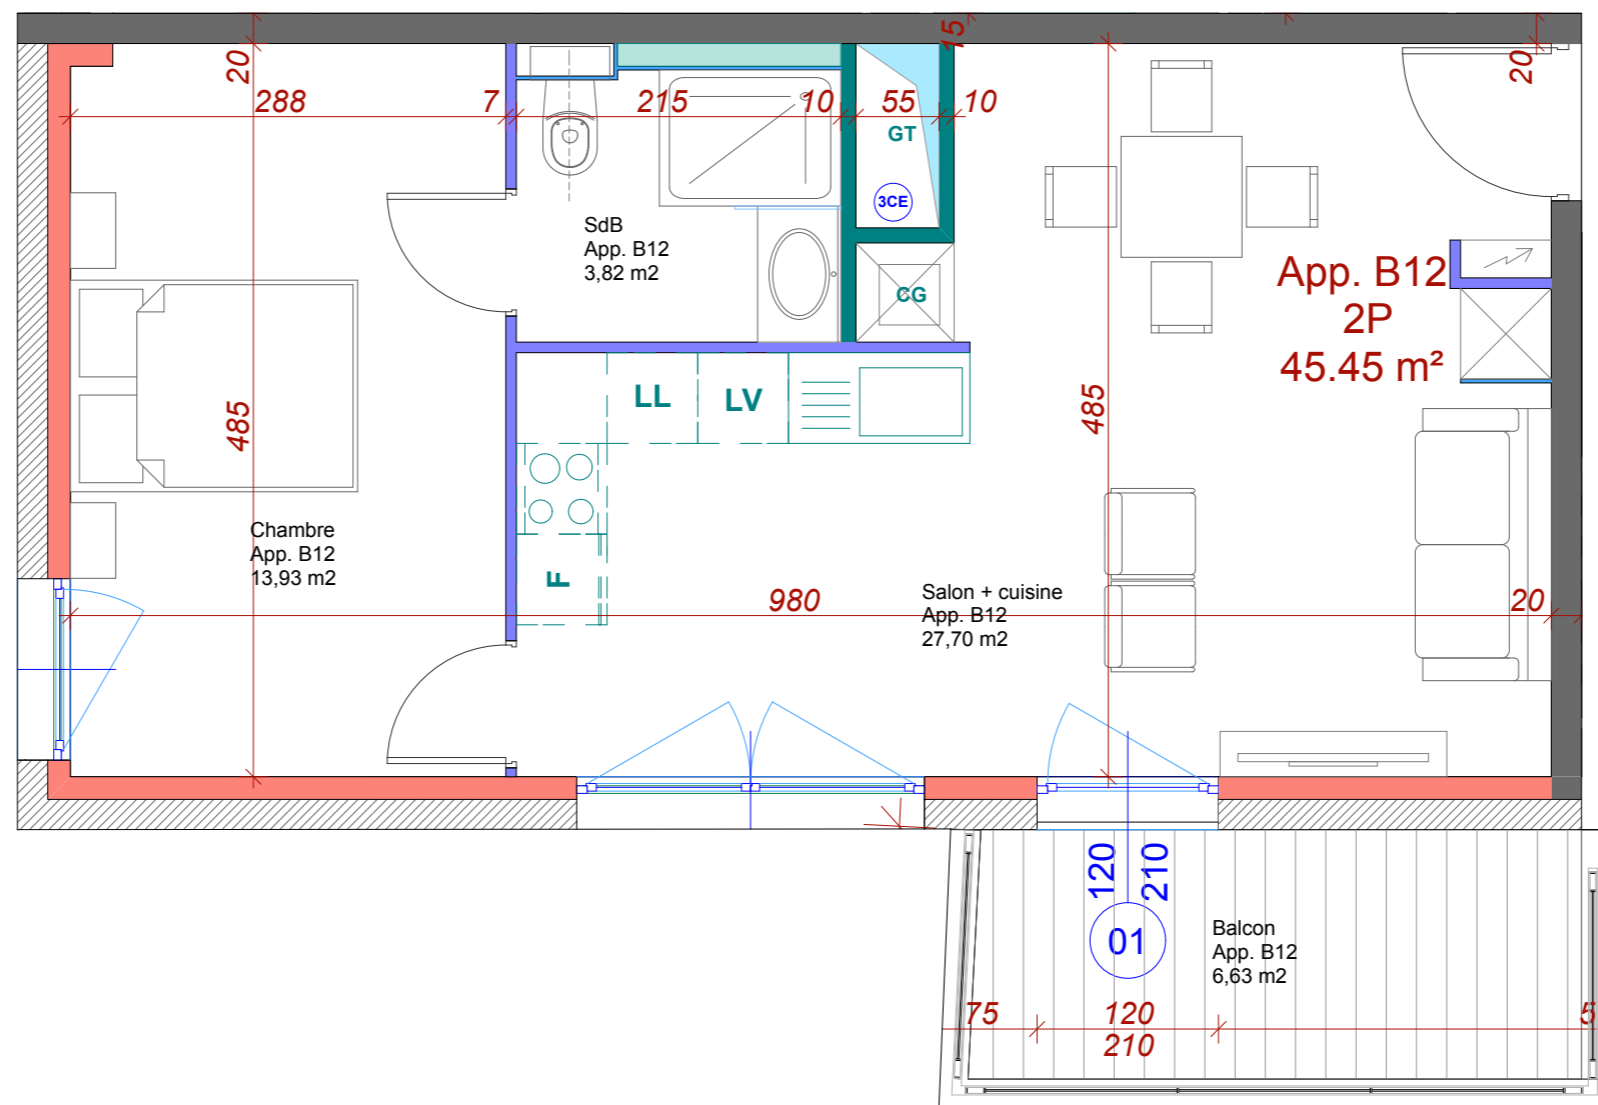 15
20
20
288
7
215
10
55
10
GT
3CE
SdB
App. B12
3,82 m2
CG
App. B12
2P
45.45 m²
LL
LV
485
485
F
Chambre
App. B12
13,93 m2
980
20
Salon + cuisine
App. B12
27,70 m2
120
210
01
Balcon
App. B12
6,63 m2
75
120
5
210